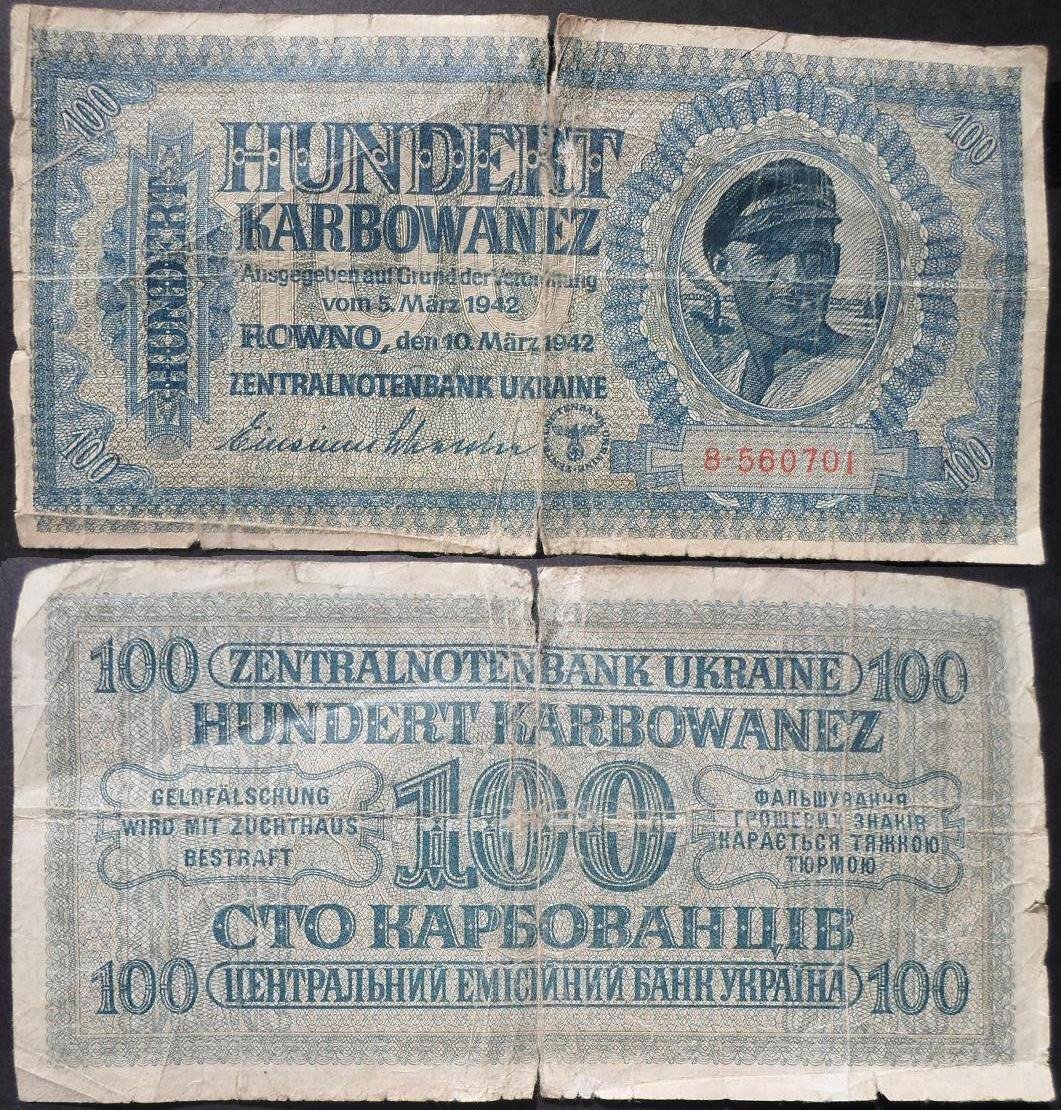 100
100
HUNDERT
HUNDERT
KARBOWANEZ
Ausgegeben auf Grund der Verordnung
vom 5. März 1942
ROWNO, den 10. März 1942
ZENTRALNOTENBANK UKRAINE
8-560701
100
100
100 ZENTRALNOTENBANK UKRAINE 100
HUNDERT KARBOWANEZ
GELDFÄLSCHUNG
WIRD MIT ZUCHTHAUS
BESTRAFT
100
ФАЛЬШУВАННЯ
ГРОШЕВИХ ЗНАКІВ
КАРАЄТЬСЯ ТЯЖКОЮ
ТЮРМОЮ
СТО КАРБОВАНЦІВ
100 ЦЕНТРАЛЬНИЙ ЕМІСІЙНИЙ БАНК УКРАЇНА 100